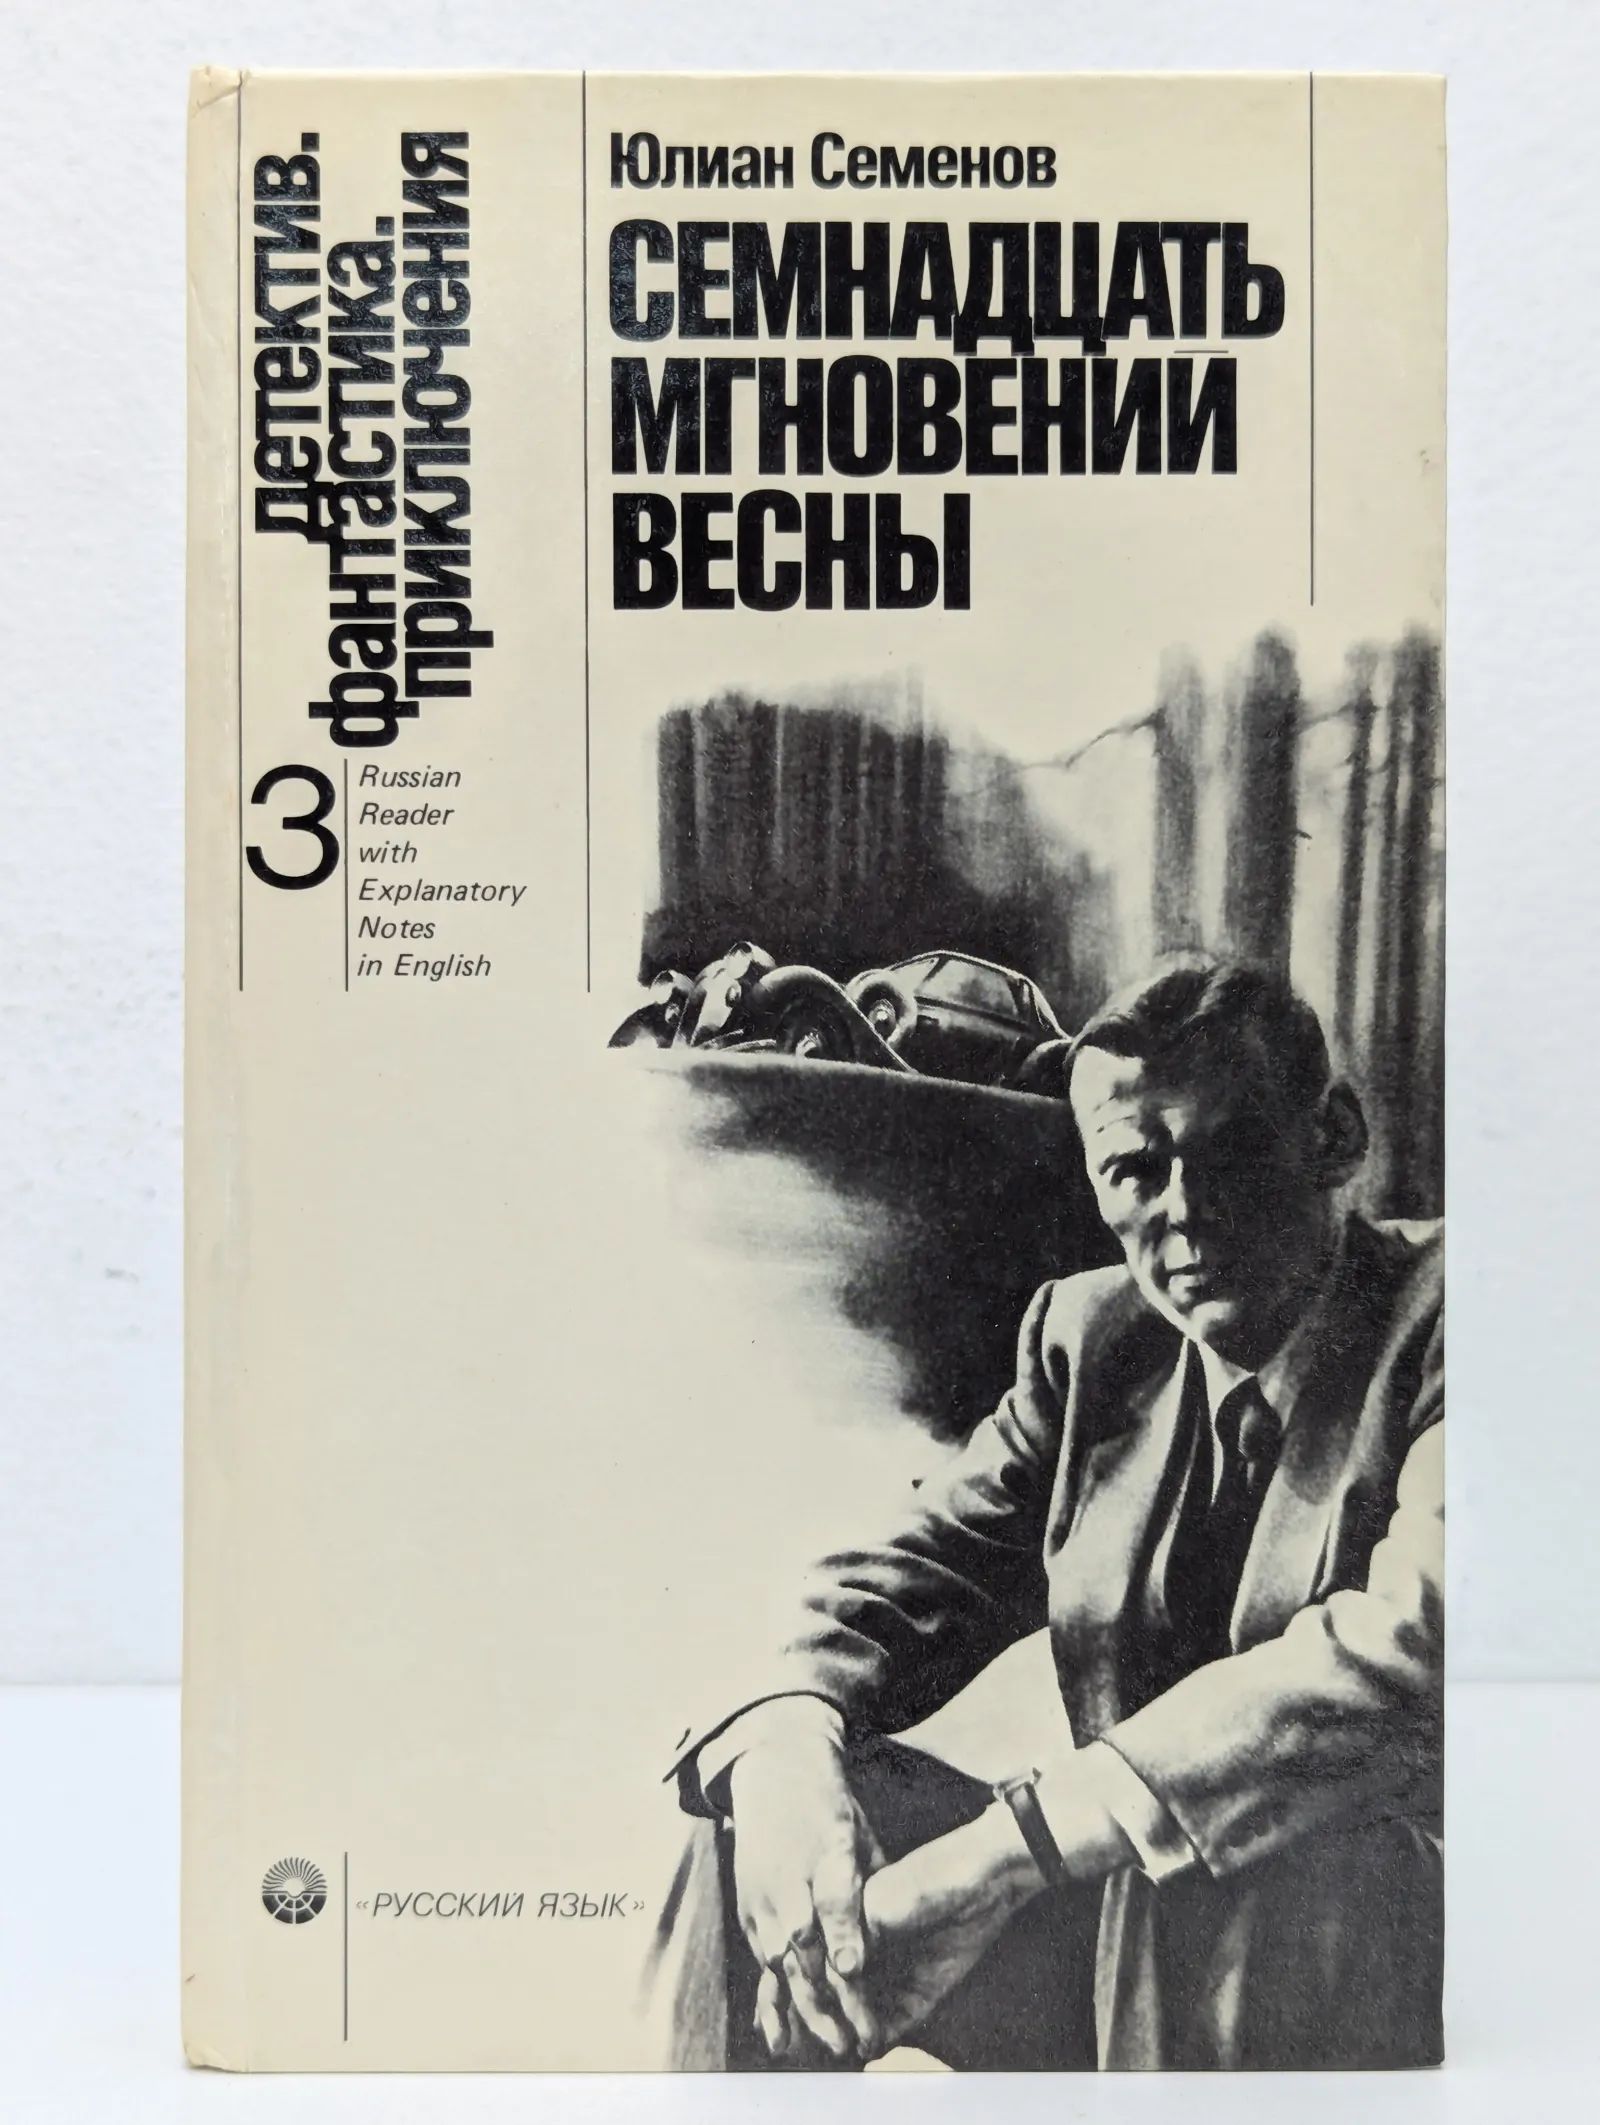 Юлиан Семенов
СЕМНАДЦАТЬ
МГНОВЕНИЙ
ВЕСНЫ
детектив.
фантастика.
приключения
3
Russian
Reader
with
Explanatory
Notes
in English
«РУССКИЙ ЯЗЫК»